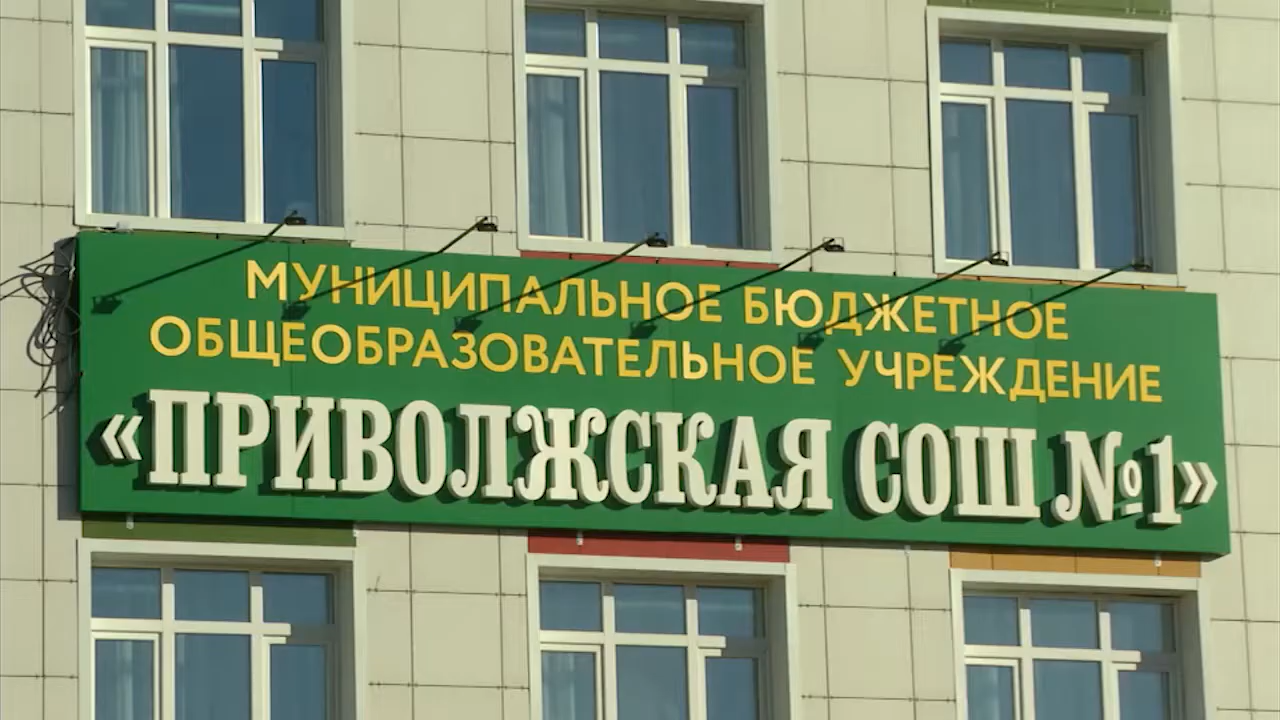 МУНИЦИПАЛЬНОЕ БЮДЖЕТНОЕ
ОБЩЕОБРАЗОВАТЕЛЬНОЕ УЧРЕЖДЕНИЕ
«ПРИВОЛЖСКАЯ СОШ №1»